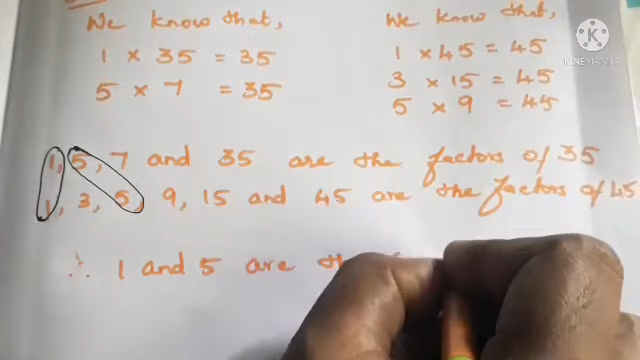 We know that,
1 × 35 = 35
5 × 7 = 35
We know that,
1 × 45 = 45
3 × 15 = 45
5 × 9 = 45
1, 5, 7 and 35 are the factors of 35
1, 3, 5, 9, 15 and 45 are the factors of 45
∴ 1 and 5 are the
KINEMASTER